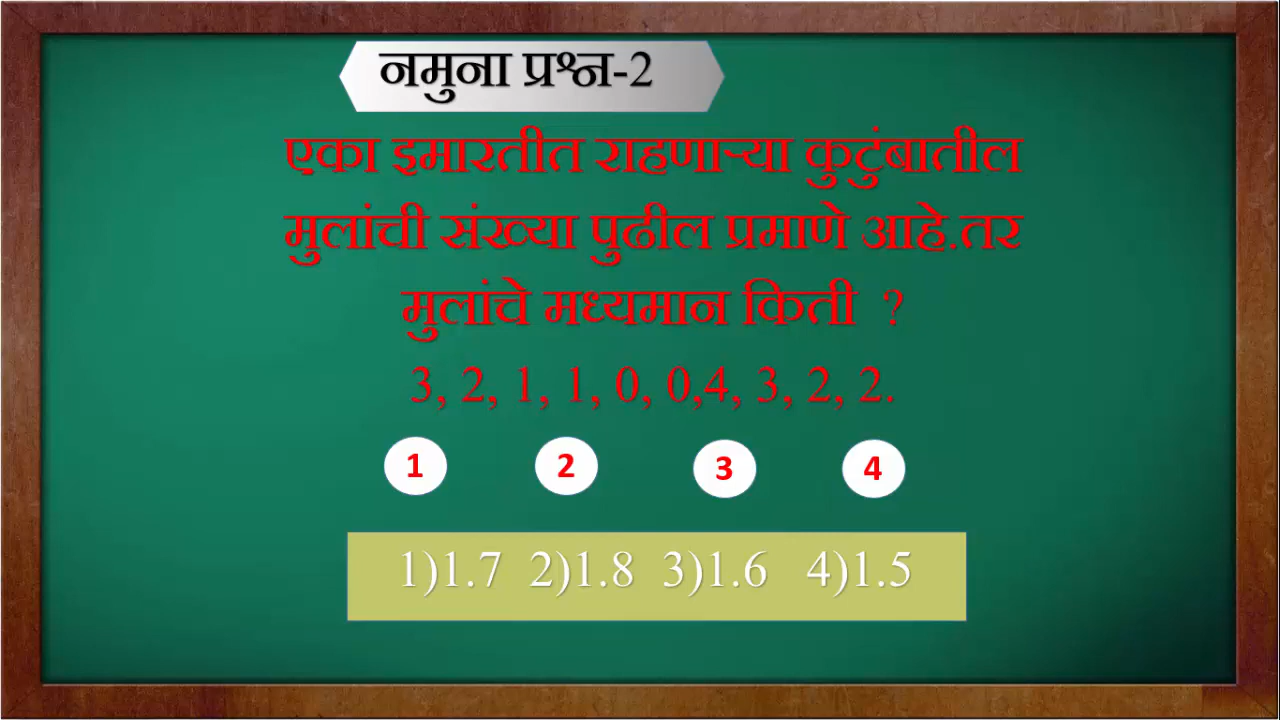 नमुना प्रश्न-2
एका इमारतीत राहणाऱ्या कुटुंबातील
मुलांची संख्या पुढील प्रमाणे आहे.तर
मुलांचे मध्यमान किती ?
3, 2, 1, 1, 0, 0,4, 3, 2, 2.
1 2 3 4
1)1.7 2)1.8 3)1.6 4)1.5